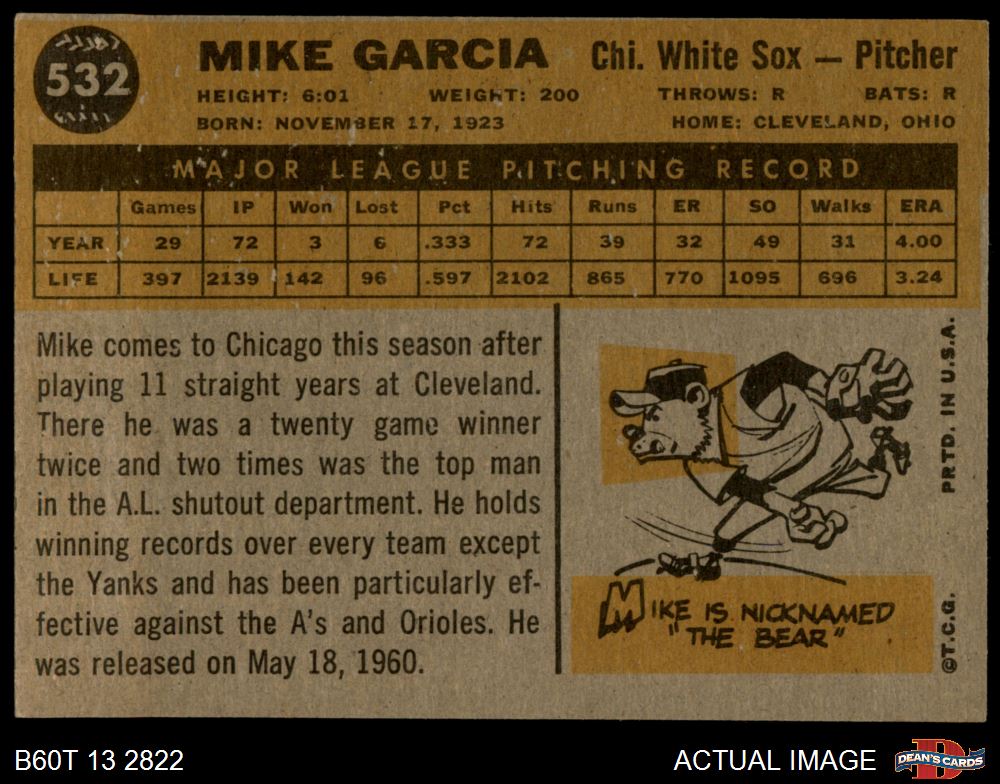 532
MIKE GARCIA Chi. White Sox — Pitcher
HEIGHT: 6:01 WEIGHT: 200 THROWS: R BATS: R
BORN: NOVEMBER 17, 1923 HOME: CLEVELAND, OHIO
MAJOR LEAGUE PITCHING RECORD
Games IP Won Lost Pct Hits Runs ER SO Walks ERA
YEAR 29 72 3 6 .333 72 39 32 49 31 4.00
LIFE 397 2139 142 96 .597 2102 865 770 1095 696 3.24
Mike comes to Chicago this season after
playing 11 straight years at Cleveland.
There he was a twenty game winner
twice and two times was the top man
in the A.L. shutout department. He holds
winning records over every team except
the Yanks and has been particularly ef-
fective against the A's and Orioles. He
was released on May 18, 1960.
MIKE IS NICKNAMED
"THE BEAR"
©T.C.G. PRTD. IN U.S.A.
B60T 13 2822 ACTUAL IMAGE
DEAN'S CARDS